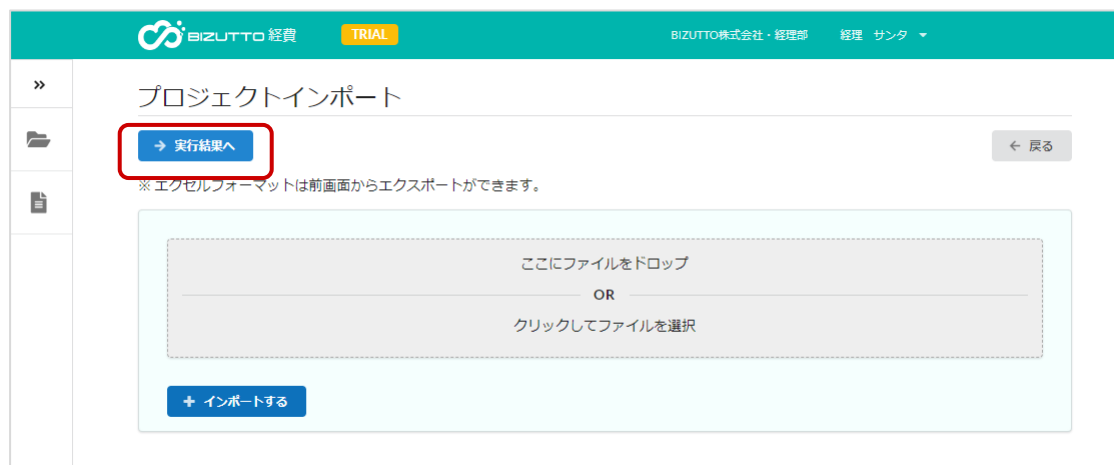 BIZUTTO 経費 TRIAL BIZUTTO株式会社・経理部 経理 サンタ
プロジェクトインポート
実行結果へ 戻る
※ エクセルフォーマットは前画面からエクスポートができます。
ここにファイルをドロップ
OR
クリックしてファイルを選択
インポートする